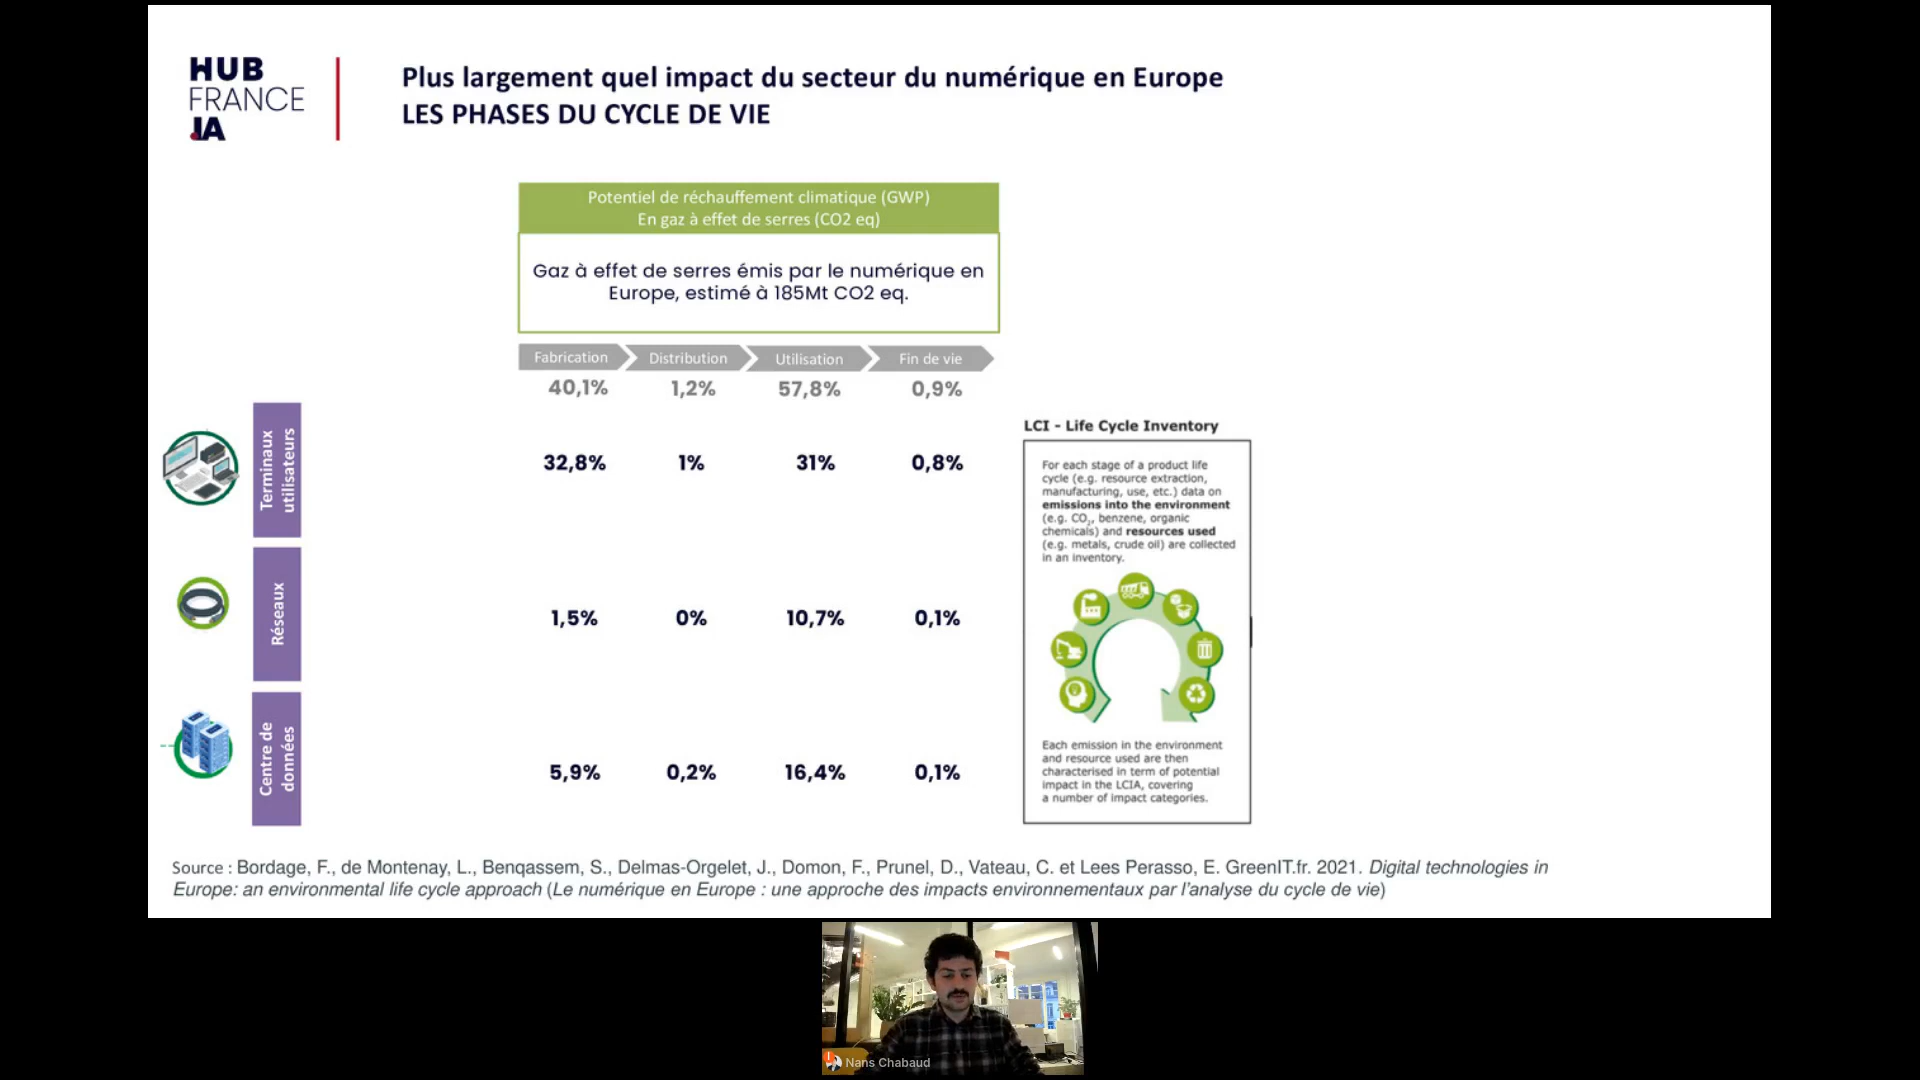 HUB
FRANCE
IA
Plus largement quel impact du secteur du numérique en Europe
LES PHASES DU CYCLE DE VIE
Potentiel de réchauffement climatique (GWP)
En gaz à effet de serres (CO2 eq)
Gaz à effet de serres émis par le numérique en
Europe, estimé à 185Mt CO2 eq.
Fabrication Distribution Utilisation Fin de vie
40,1% 1,2% 57,8% 0,9%
Terminaux
utilisateurs
32,8% 1% 31% 0,8%
Réseaux
1,5% 0% 10,7% 0,1%
Centre de
données
5,9% 0,2% 16,4% 0,1%
LCI - Life Cycle Inventory
For each stage of a product life
cycle (e.g. resource extraction,
manufacturing, use, etc.) data on
emissions into the environment
(e.g. CO2, benzene, organic
chemicals) and resources used
(e.g. metals, crude oil) are collected
in an inventory.
Each emission in the environment
and resource used are then
characterised in term of potential
impact in the LCIA, covering
a number of impact categories.
Source : Bordage, F., de Montenay, L., Benqassem, S., Delmas-Orgelet, J., Domon, F., Prunel, D., Vateau, C. et Lees Perasso, E. GreenIT.fr. 2021. Digital technologies in
Europe: an environmental life cycle approach (Le numérique en Europe : une approche des impacts environnementaux par l'analyse du cycle de vie)
Nans Chabaud